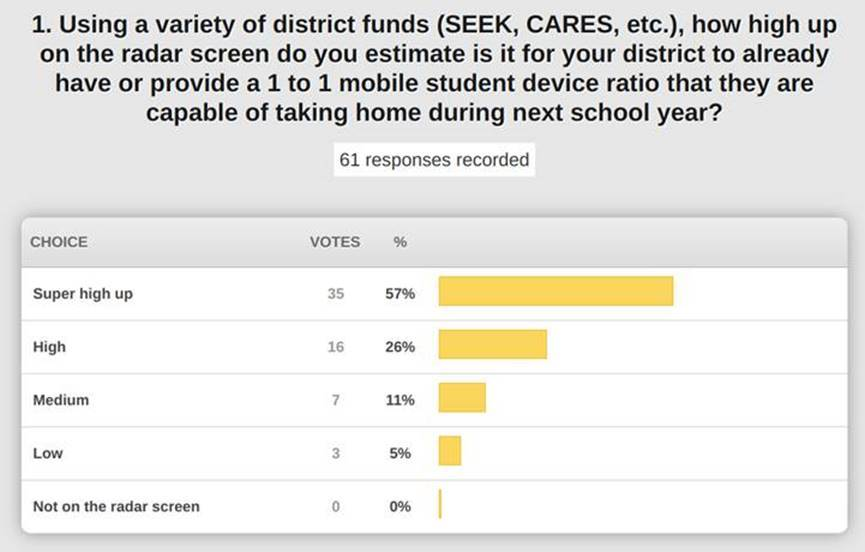 1. Using a variety of district funds (SEEK, CARES, etc.), how high up
on the radar screen do you estimate is it for your district to already
have or provide a 1 to 1 mobile student device ratio that they are
capable of taking home during next school year?
61 responses recorded
CHOICE VOTES %
Super high up 35 57%
High 16 26%
Medium 7 11%
Low 3 5%
Not on the radar screen 0 0%